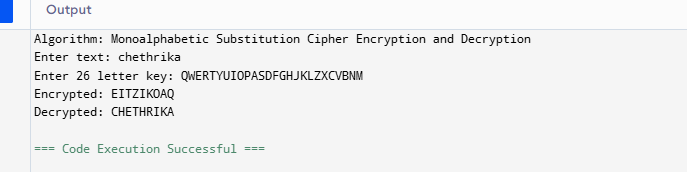 Output
Algorithm: Monoalphabetic Substitution Cipher Encryption and Decryption
Enter text: chethrika
Enter 26 letter key: QWERTYUIOPASDFGHJKLZXCVBNM
Encrypted: EITZIKOAQ
Decrypted: CHETHRIKA
=== Code Execution Successful ===